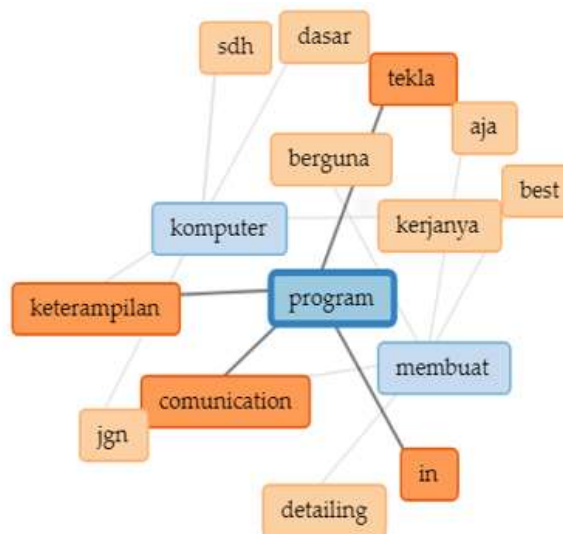 dasar
sdh
tekla
aja
berguna
best
komputer
kerjanya
program
keterampilan
membuat
comunication
jgn
in
detailing